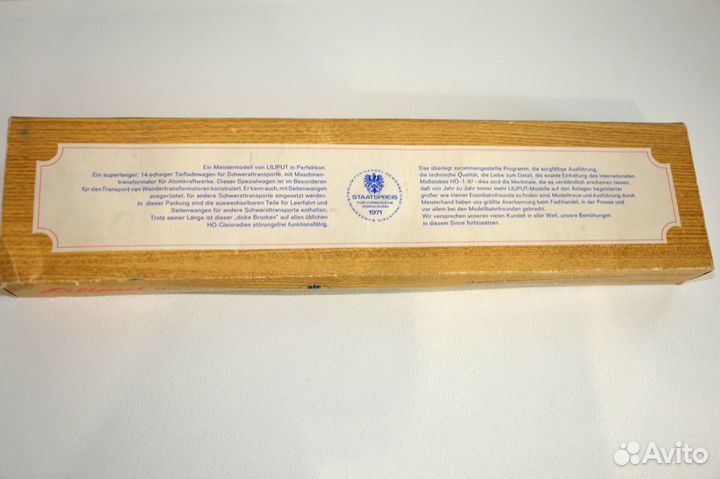 Ein Meistermodell von LILIPUT in Perfektion.
Ein superlanger, 14-achsiger Tiefladewagen für Schwersttransporte, mit Maschinen-
transformator für Atomkraftwerke. Dieser Spezialwagen ist im Besonderen
für den Transport von Wandertransformatoren konstruiert. Er kann auch, mit Seitenwangen
ausgerüstet, für andere Schwersttransporte eingesetzt werden.
In dieser Packung sind die auswechselbaren Teile für Leerfahrt und
Seitenwangen für andere Schwersttransporte enthalten.
Trotz seiner Länge ist dieser „dicke Brocken" auf allen üblichen
HO-Gleisradien störungsfrei funktionsfähig.
STAATSPREIS
FÜR VORBILDLICHE
VERPACKUNG
1971
Das überlegt zusammengestellte Programm, die sorgfältige Ausführung,
die technische Qualität, die Liebe zum Detail, die exakte Einhaltung des internationalen
Maßstabes HO-1:87 - dies sind die Merkmale, die es verständlich erscheinen lassen,
daß von Jahr zu Jahr immer mehr LILIPUT-Modelle auf den Anlagen begeisterter
großer wie kleiner Eisenbahnfreunde zu finden sind. Modelltreue und Ausführung durch
Meisterhand haben uns größte Anerkennung beim Fachhandel, in der Presse und
vor allem bei den Modellbahnfreunden gebracht.
Wir versprechen unseren vielen Kunden in aller Welt, unsere Bemühungen
in diesem Sinne fortzusetzen.
Liliput
Avito